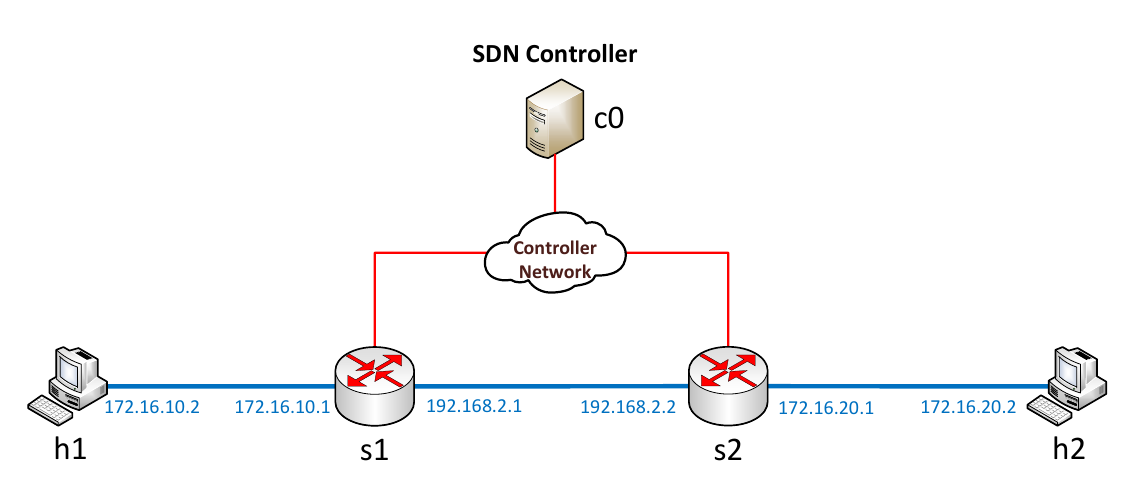 SDN Controller
c0
Controller
Network
172.16.10.2
172.16.10.1
192.168.2.1
192.168.2.2
172.16.20.1
172.16.20.2
h1
s1
s2
h2